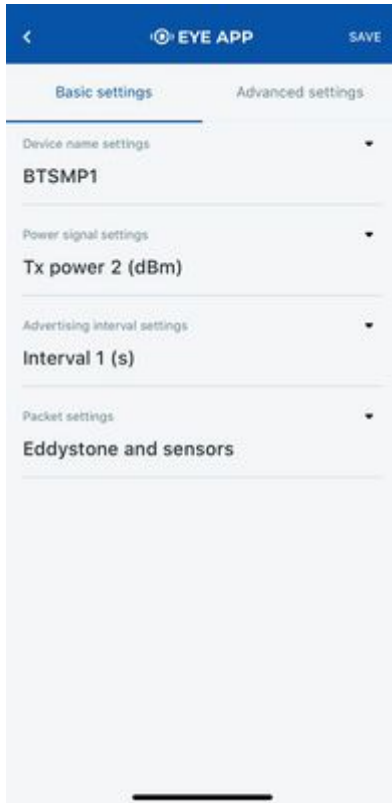 EYE APP SAVE
Basic settings Advanced settings
Device name settings
BTSMP1
Power signal settings
Tx power 2 (dBm)
Advertising interval settings
Interval 1 (s)
Packet settings
Eddystone and sensors